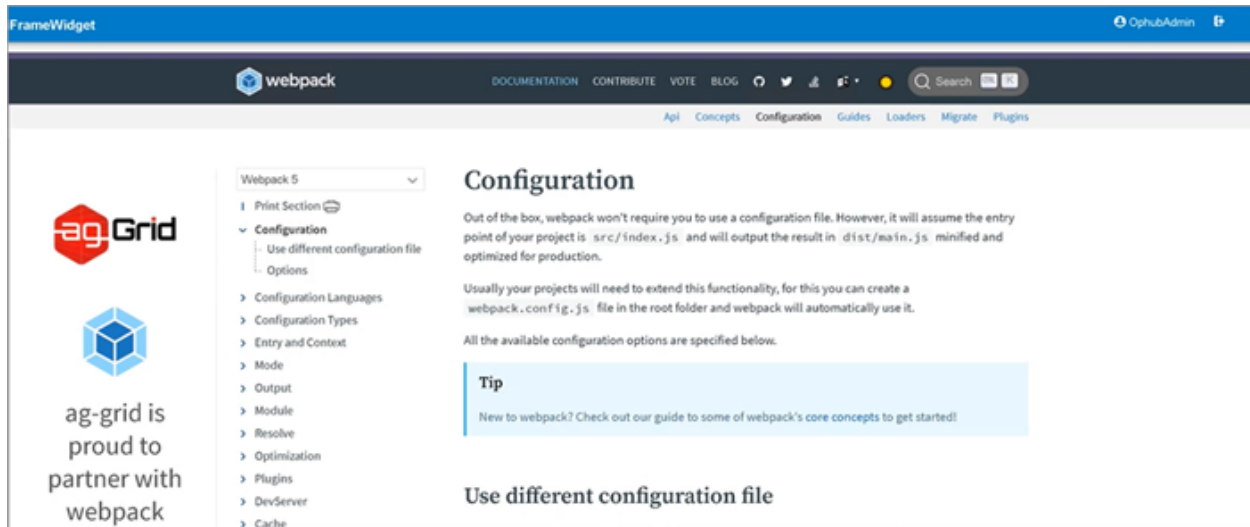 FrameWidget
OphubAdmin
webpack
DOCUMENTATION CONTRIBUTE VOTE BLOG
Search
Api Concepts Configuration Guides Loaders Migrate Plugins
ag-Grid
ag-grid is
proud to
partner with
webpack
Webpack 5
Print Section
Configuration
Use different configuration file
Options
Configuration Languages
Configuration Types
Entry and Context
Mode
Output
Module
Resolve
Optimization
Plugins
DevServer
Cache
Configuration
Out of the box, webpack won't require you to use a configuration file. However, it will assume the entry
point of your project is src/index.js and will output the result in dist/main.js minified and
optimized for production.
Usually your projects will need to extend this functionality, for this you can create a
webpack.config.js file in the root folder and webpack will automatically use it.
All the available configuration options are specified below.
Tip
New to webpack? Check out our guide to some of webpack's core concepts to get started!
Use different configuration file